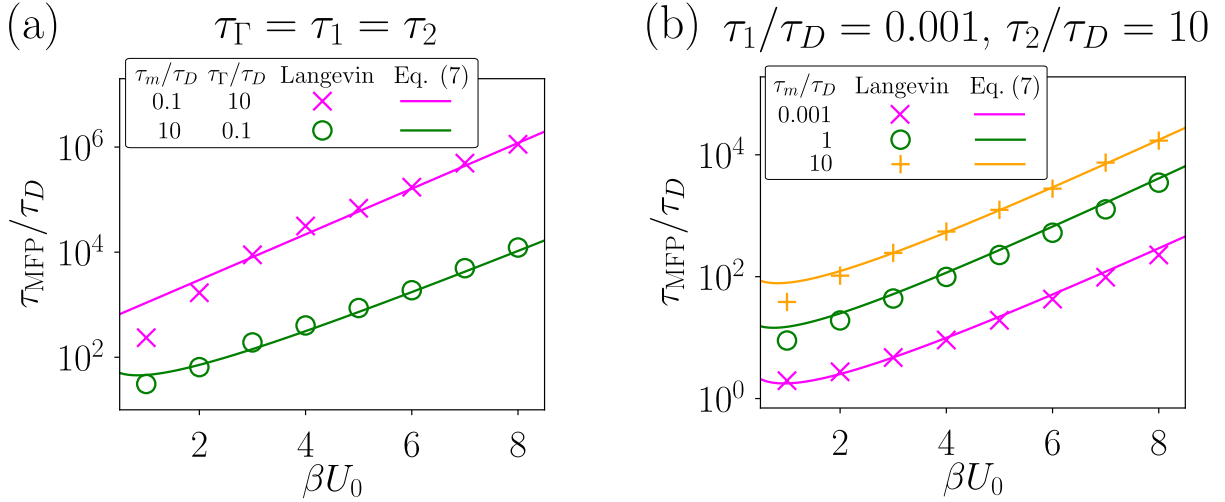 (a) τ_Γ = τ_1 = τ_2
τ_m/τ_D τ_Γ/τ_D Langevin Eq. (7)
0.1 10
10 0.1
10^6
10^4
10^2
τ_MFP/τ_D
2 4 6 8
βU_0
(b) τ_1/τ_D = 0.001, τ_2/τ_D = 10
τ_m/τ_D Langevin Eq. (7)
0.001
1
10
10^4
10^2
10^0
τ_MFP/τ_D
2 4 6 8
βU_0